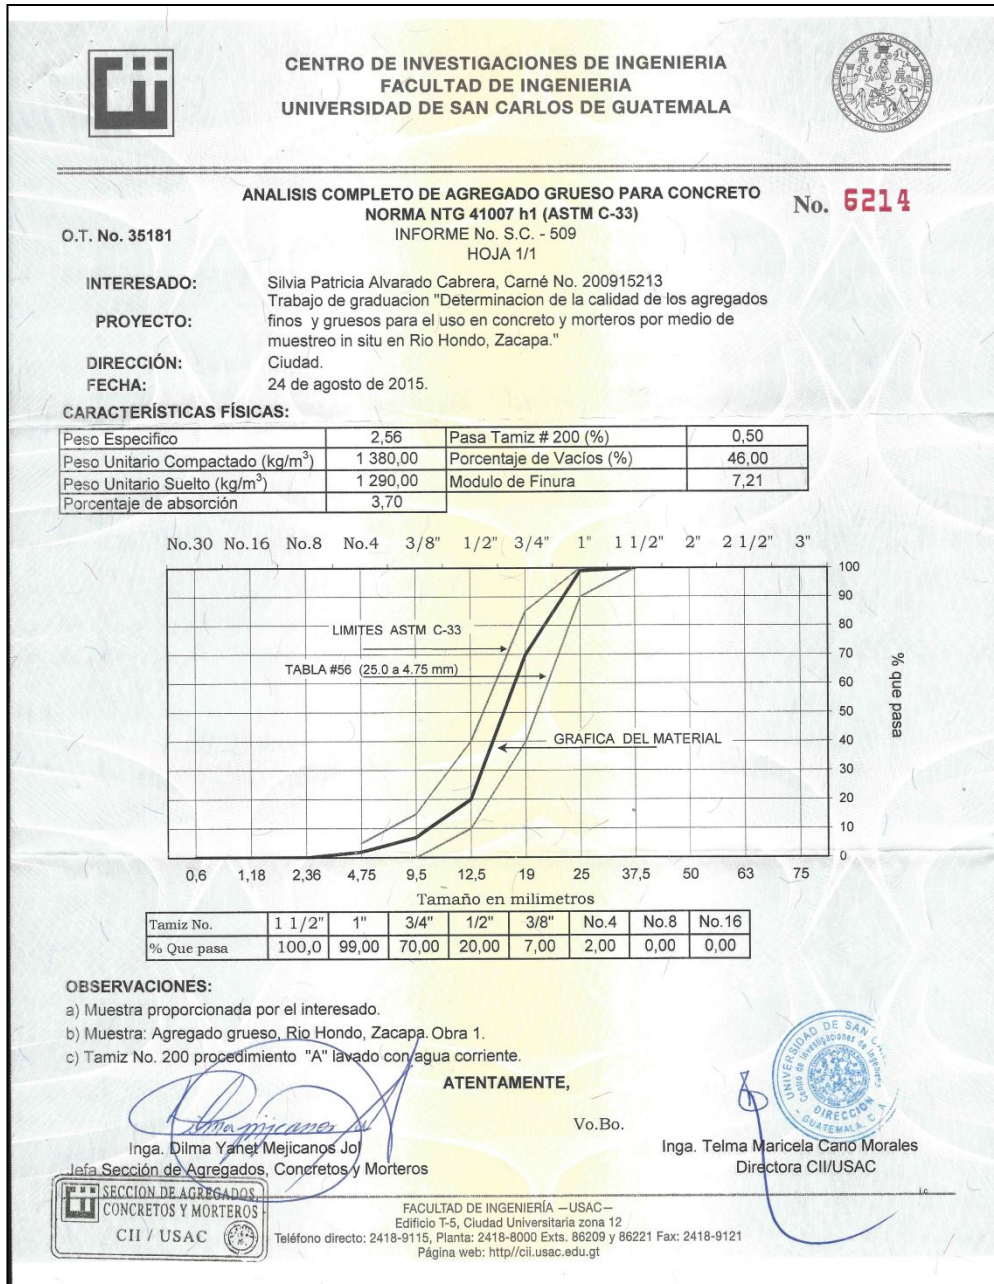 CENTRO DE INVESTIGACIONES DE INGENIERIA
FACULTAD DE INGENIERIA
UNIVERSIDAD DE SAN CARLOS DE GUATEMALA
ANALISIS COMPLETO DE AGREGADO GRUESO PARA CONCRETO
NORMA NTG 41007 h1 (ASTM C-33)
No. 6214
O.T. No. 35181
INFORME No. S.C. - 509
HOJA 1/1
INTERESADO: Silvia Patricia Alvarado Cabrera, Carné No. 200915213
PROYECTO: Trabajo de graduacion "Determinacion de la calidad de los agregados
finos y gruesos para el uso en concreto y morteros por medio de
muestreo in situ en Rio Hondo, Zacapa."
DIRECCIÓN: Ciudad.
FECHA: 24 de agosto de 2015.
CARACTERÍSTICAS FÍSICAS:
Peso Especifico 2,56 Pasa Tamiz # 200 (%) 0,50
Peso Unitario Compactado (kg/m³) 1 380,00 Porcentaje de Vacíos (%) 46,00
Peso Unitario Suelto (kg/m³) 1 290,00 Modulo de Finura 7,21
Porcentaje de absorción 3,70
No.30 No.16 No.8 No.4 3/8" 1/2" 3/4" 1" 1 1/2" 2" 2 1/2" 3"
100
90
80
70
60
50
40
30
20
10
0
% que pasa
LIMITES ASTM C-33
TABLA #56 (25.0 a 4.75 mm)
GRAFICA DEL MATERIAL
0,6 1,18 2,36 4,75 9,5 12,5 19 25 37,5 50 63 75
Tamaño en milimetros
Tamiz No. 1 1/2" 1" 3/4" 1/2" 3/8" No.4 No.8 No.16
% Que pasa 100,0 99,00 70,00 20,00 7,00 2,00 0,00 0,00
OBSERVACIONES:
a) Muestra proporcionada por el interesado.
b) Muestra: Agregado grueso, Rio Hondo, Zacapa. Obra 1.
c) Tamiz No. 200 procedimiento "A" lavado con agua corriente.
ATENTAMENTE,
Vo.Bo.
Inga. Dilma Yanet Mejicanos Jol
Jefa Sección de Agregados, Concretos y Morteros
Inga. Telma Maricela Cano Morales
Directora CII/USAC
UNIVERSIDAD DE SAN
Centro de Investigaciones de Ingeniería
DIRECCION
GUATEMALA, C. A.
SECCION DE AGREGADOS,
CONCRETOS Y MORTEROS
CII / USAC
FACULTAD DE INGENIERÍA —USAC—
Edificio T-5, Ciudad Universitaria zona 12
Teléfono directo: 2418-9115, Planta: 2418-8000 Exts. 86209 y 86221 Fax: 2418-9121
Página web: http//cii.usac.edu.gt